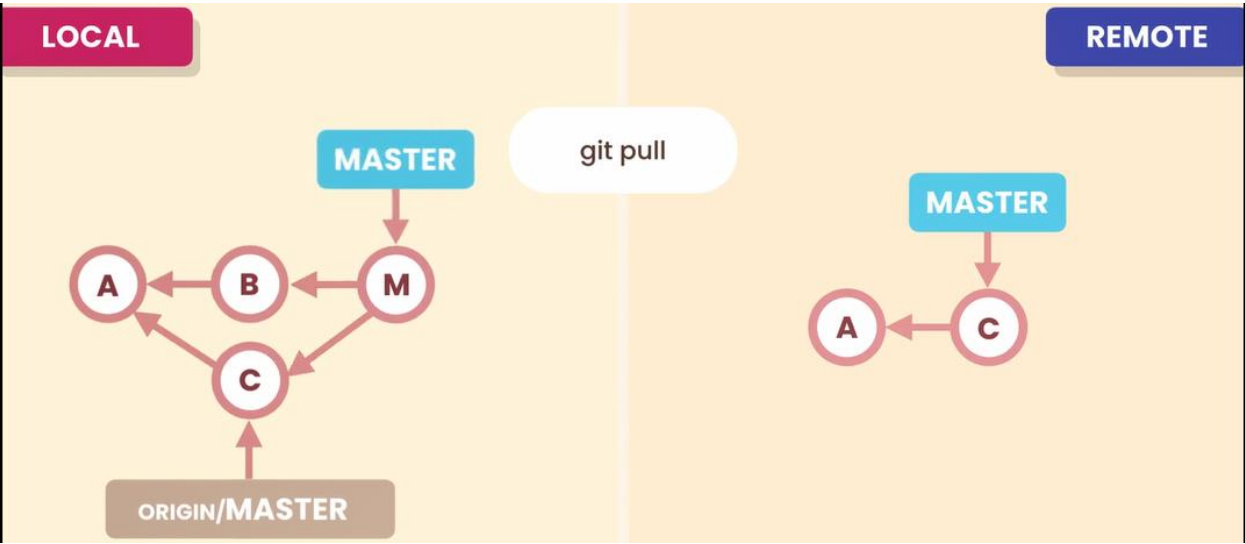 LOCAL
REMOTE
git pull
MASTER
MASTER
A
B
M
C
ORIGIN/MASTER
A
C